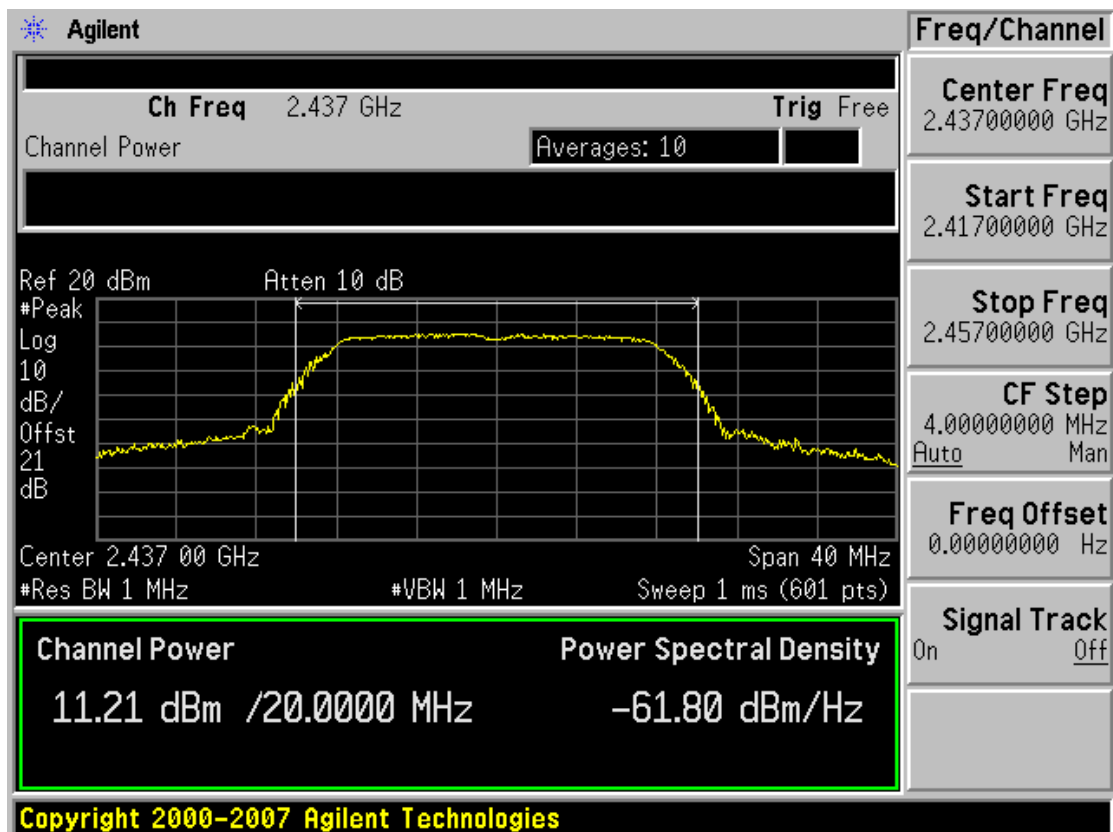 Agilent
Ch Freq 2.437 GHz Trig Free
Channel Power Averages: 10
Ref 20 dBm Atten 10 dB
#Peak
Log
10
dB/
Offst
21
dB
Center 2.437 00 GHz Span 40 MHz
#Res BW 1 MHz #VBW 1 MHz Sweep 1 ms (601 pts)
Channel Power Power Spectral Density
11.21 dBm /20.0000 MHz -61.80 dBm/Hz
Copyright 2000-2007 Agilent Technologies
Freq/Channel
Center Freq
2.43700000 GHz
Start Freq
2.41700000 GHz
Stop Freq
2.45700000 GHz
CF Step
4.00000000 MHz
Auto Man
Freq Offset
0.00000000 Hz
Signal Track
On Off